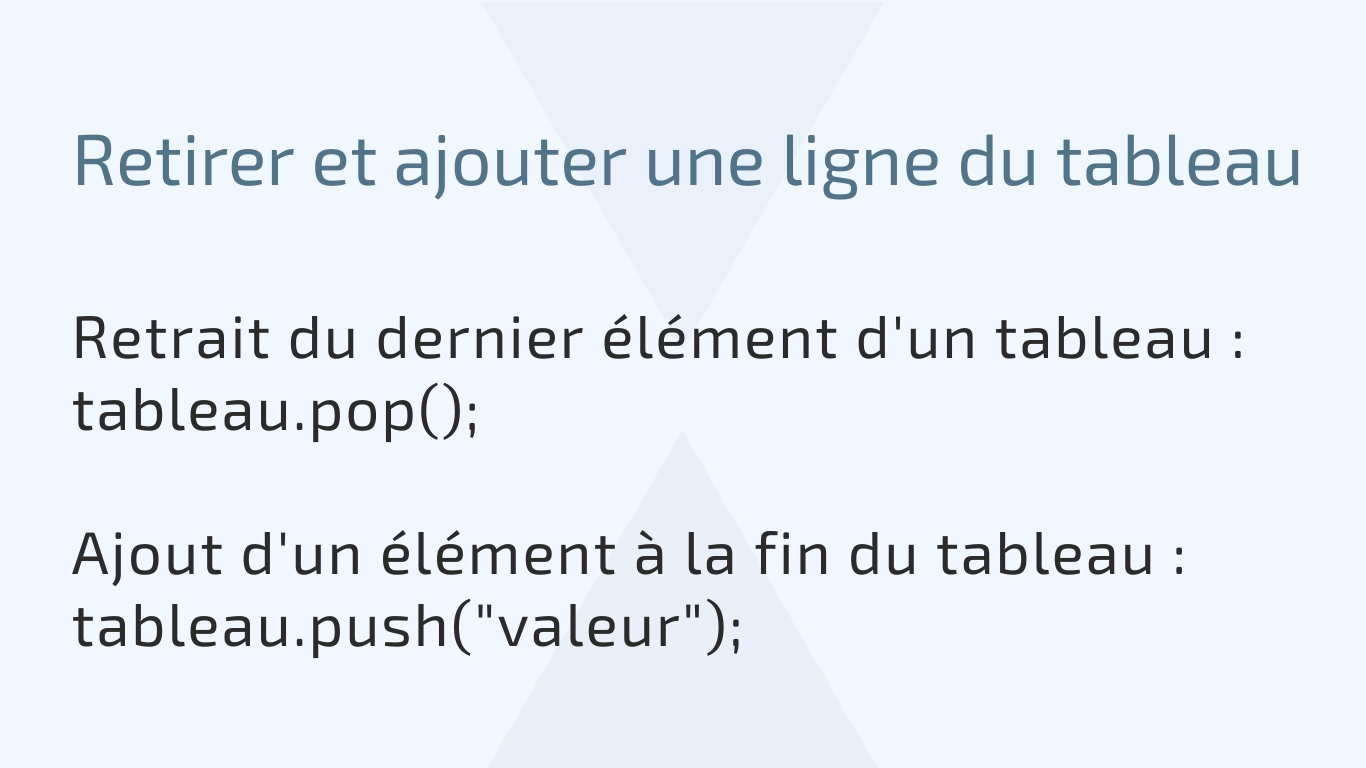 Retirer et ajouter une ligne du tableau
Retrait du dernier élément d'un tableau :
tableau.pop();
Ajout d'un élément à la fin du tableau :
tableau.push("valeur");